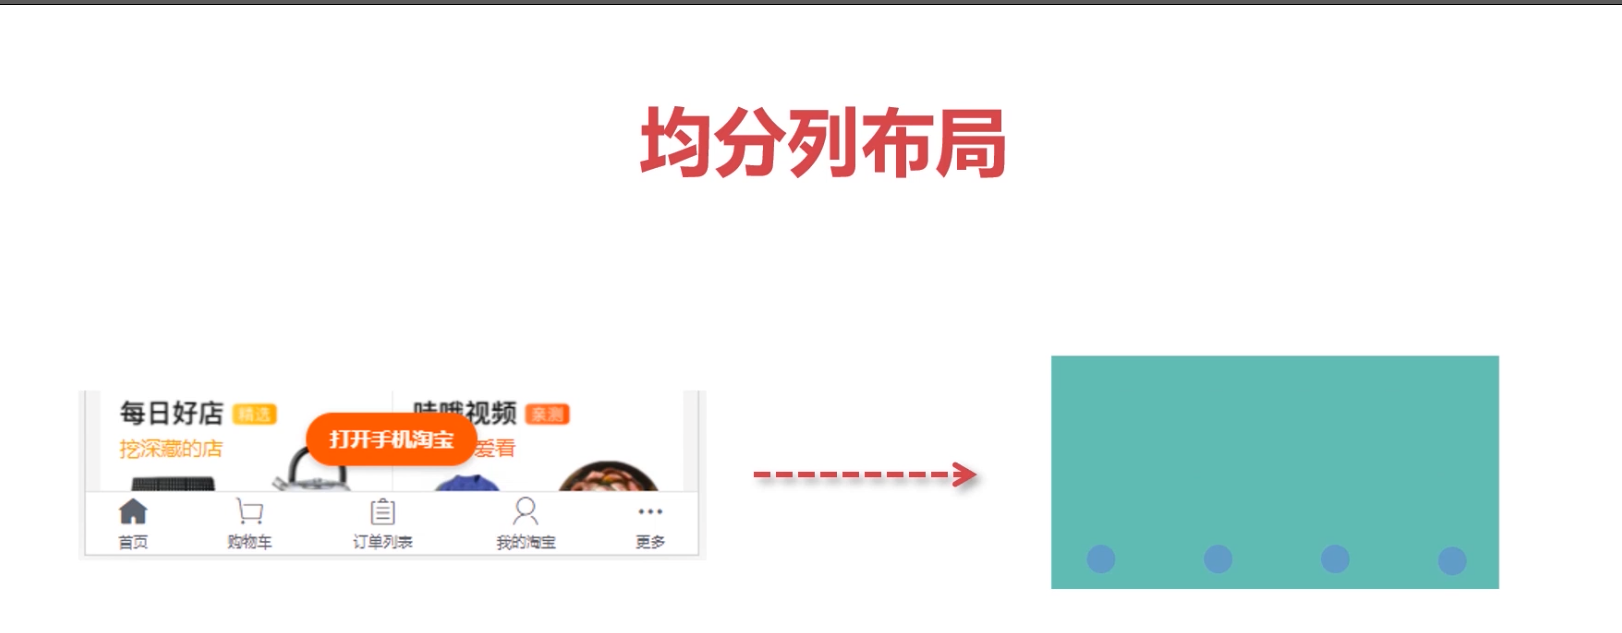 均分列布局
每日好店 精选
挖深藏的店
哇哦视频 亲测
爱看
打开手机淘宝
首页 购物车 订单列表 我的淘宝 更多